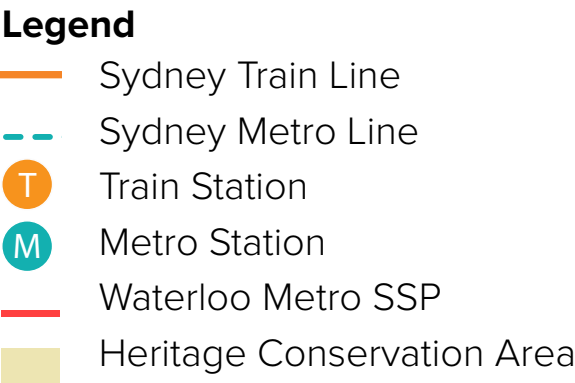 Legend
Sydney Train Line
Sydney Metro Line
T Train Station
M Metro Station
Waterloo Metro SSP
Heritage Conservation Area